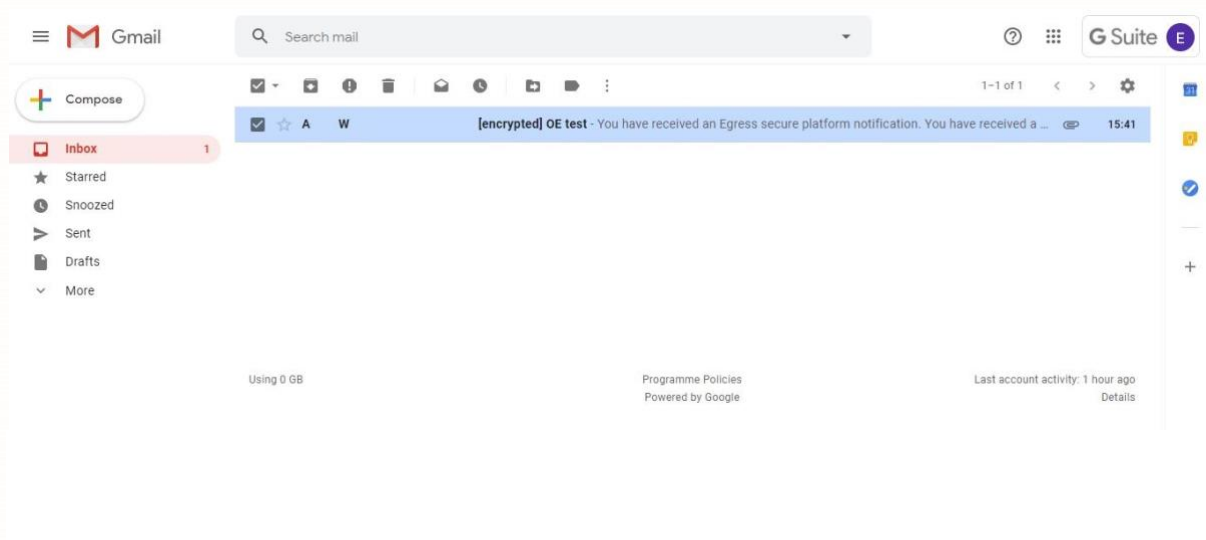 Gmail
Search mail
G Suite E
Compose
1-1 of 1
A W [encrypted] OE test - You have received an Egress secure platform notification. You have received a ... 15:41
Inbox 1
Starred
Snoozed
Sent
Drafts
More
31
Using 0 GB
Programme Policies
Powered by Google
Last account activity: 1 hour ago
Details